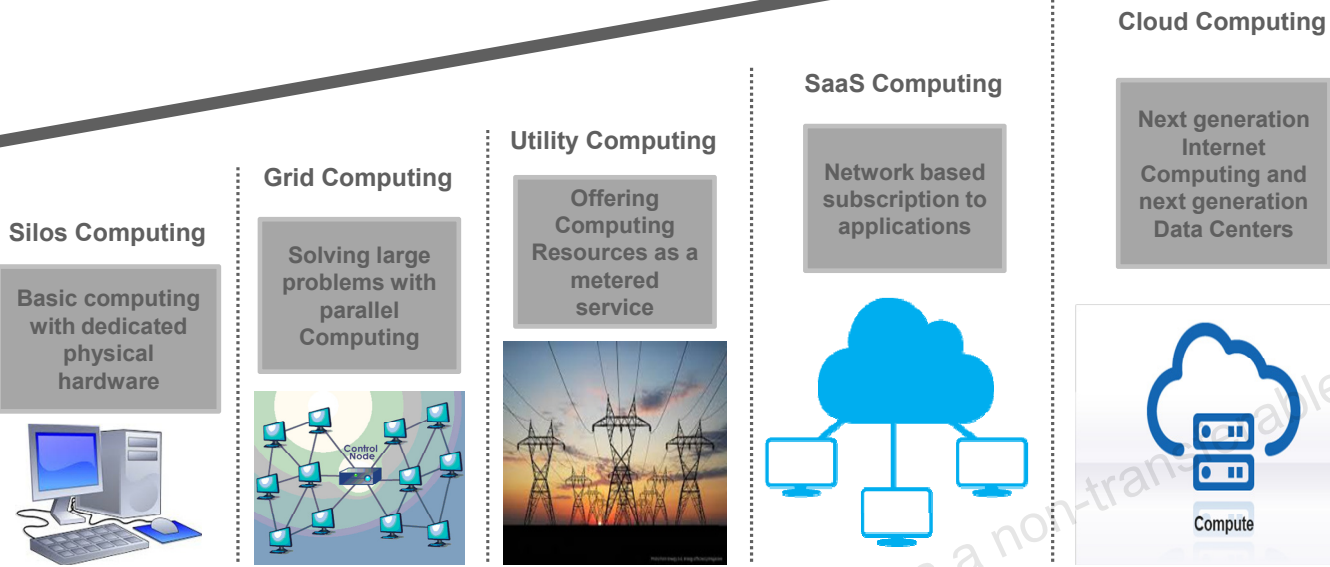 Cloud Computing
Next generation
Internet
Computing and
next generation
Data Centers
SaaS Computing
Network based
subscription to
applications
Utility Computing
Offering
Computing
Resources as a
metered
service
Grid Computing
Solving large
problems with
parallel
Computing
Silos Computing
Basic computing
with dedicated
physical
hardware
Control
Node
Compute
a non-transferable